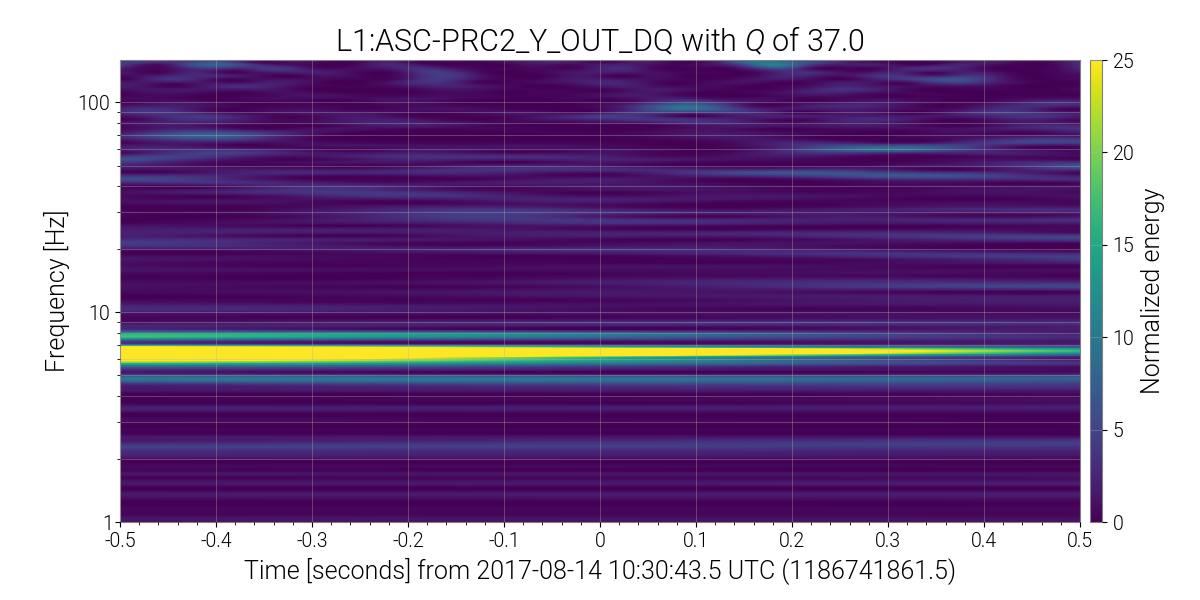 L1:ASC-PRC2_Y_OUT_DQ with Q of 37.0
Frequency [Hz]
100
10
1
-0.5 -0.4 -0.3 -0.2 -0.1 0 0.1 0.2 0.3 0.4 0.5
Time [seconds] from 2017-08-14 10:30:43.5 UTC (1186741861.5)
25
20
15
10
5
0
Normalized energy